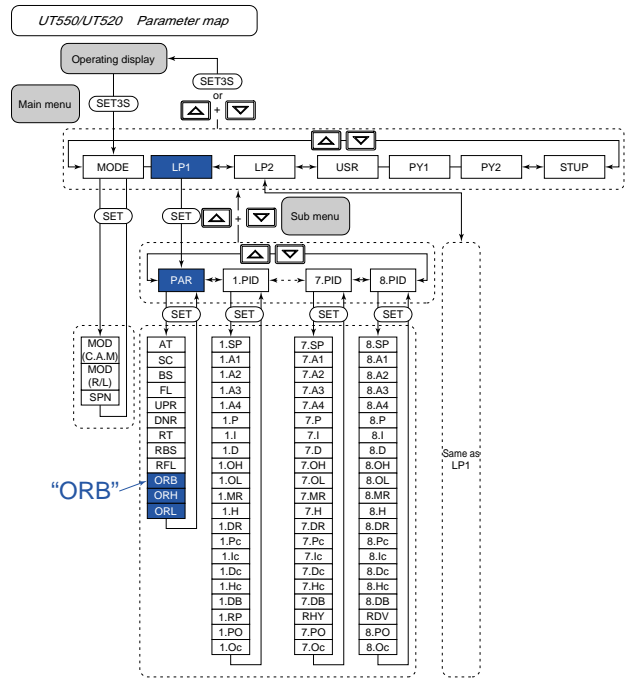 UT550/UT520 Parameter map
Operating display
Main menu
SET3S
SET3S
or
+
MODE
LP1
LP2
USR
PY1
PY2
STUP
SET
SET
+
Sub menu
PAR
1.PID
7.PID
8.PID
SET
SET
SET
SET
MOD
(C.A.M)
MOD
(R/L)
SPN
AT
SC
BS
FL
UPR
DNR
RT
RBS
RFL
ORB
ORH
ORL
"ORB"
1.SP
1.A1
1.A2
1.A3
1.A4
1.P
1.I
1.D
1.OH
1.OL
1.MR
1.H
1.DR
1.Pc
1.Ic
1.Dc
1.Hc
1.DB
1.RP
1.PO
1.Oc
7.SP
7.A1
7.A2
7.A3
7.A4
7.P
7.I
7.D
7.OH
7.OL
7.MR
7.H
7.DR
7.Pc
7.Ic
7.Dc
7.Hc
7.DB
RHY
7.PO
7.Oc
8.SP
8.A1
8.A2
8.A3
8.A4
8.P
8.I
8.D
8.OH
8.OL
8.MR
8.H
8.DR
8.Pc
8.Ic
8.Dc
8.Hc
8.DB
RDV
8.PO
8.Oc
Same as
LP1